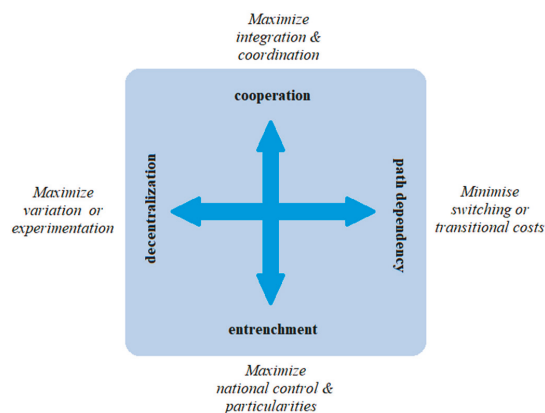 Maximize
integration &
coordination
cooperation
Maximize
variation or
experimentation
decentralization
path dependency
Minimise
switching or
transitional costs
entrenchment
Maximize
national control &
particularities